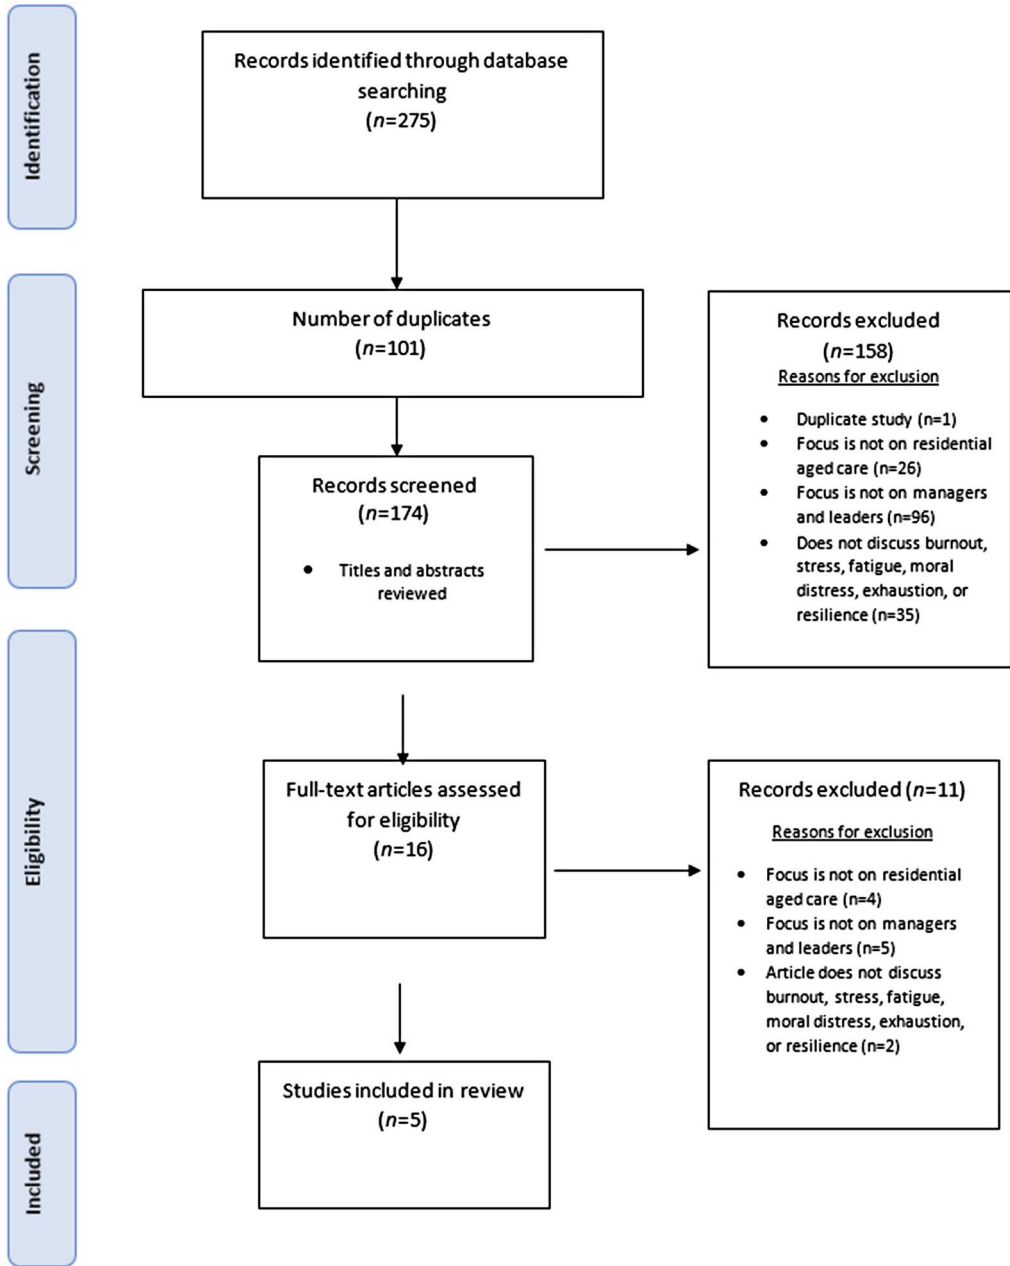 Identification
Records identified through database
searching
(n=275)
Screening
Number of duplicates
(n=101)
Records screened
(n=174)
• Titles and abstracts
reviewed
Records excluded
(n=158)
Reasons for exclusion
• Duplicate study (n=1)
• Focus is not on residential
aged care (n=26)
• Focus is not on managers
and leaders (n=96)
• Does not discuss burnout,
stress, fatigue, moral
distress, exhaustion, or
resilience (n=35)
Eligibility
Full-text articles assessed
for eligibility
(n=16)
Records excluded (n=11)
Reasons for exclusion
• Focus is not on residential
aged care (n=4)
• Focus is not on managers
and leaders (n=5)
• Article does not discuss
burnout, stress, fatigue,
moral distress, exhaustion,
or resilience (n=2)
Included
Studies included in review
(n=5)